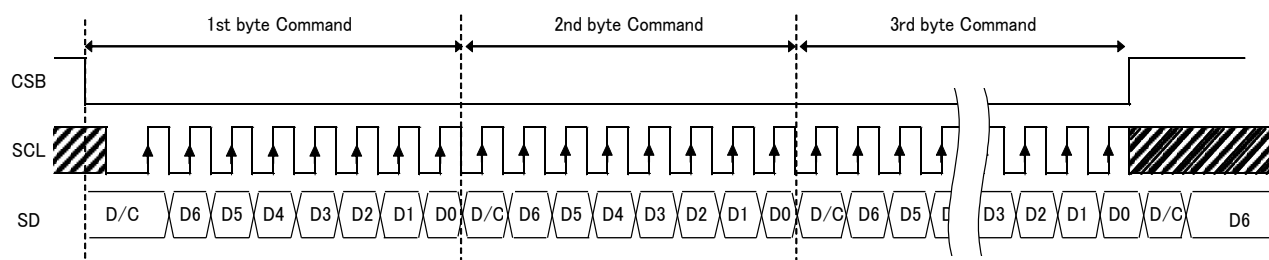 1st byte Command 2nd byte Command 3rd byte Command
CSB
SCL
SD D/C D6 D5 D4 D3 D2 D1 D0 D/C D6 D5 D4 D3 D2 D1 D0 D/C D6 D5 D3 D2 D1 D0 D/C D6